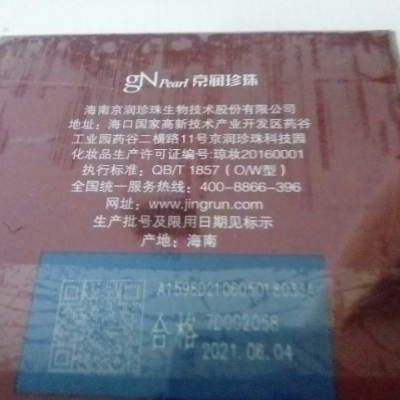 gN Pearl 京润珍珠
海南京润珍珠生物技术股份有限公司
地址：海口国家高新技术产业开发区药谷
工业园药谷二横路11号京润珍珠科技园
化妆品生产许可证编号：琼妆20160001
执行标准：QB/T 1857（O/W型）
全国统一服务热线：400-8866-396
网址：www.jingrun.com
生产批号及限用日期见标示
产地：海南
合格
7D002058
2021.06.04